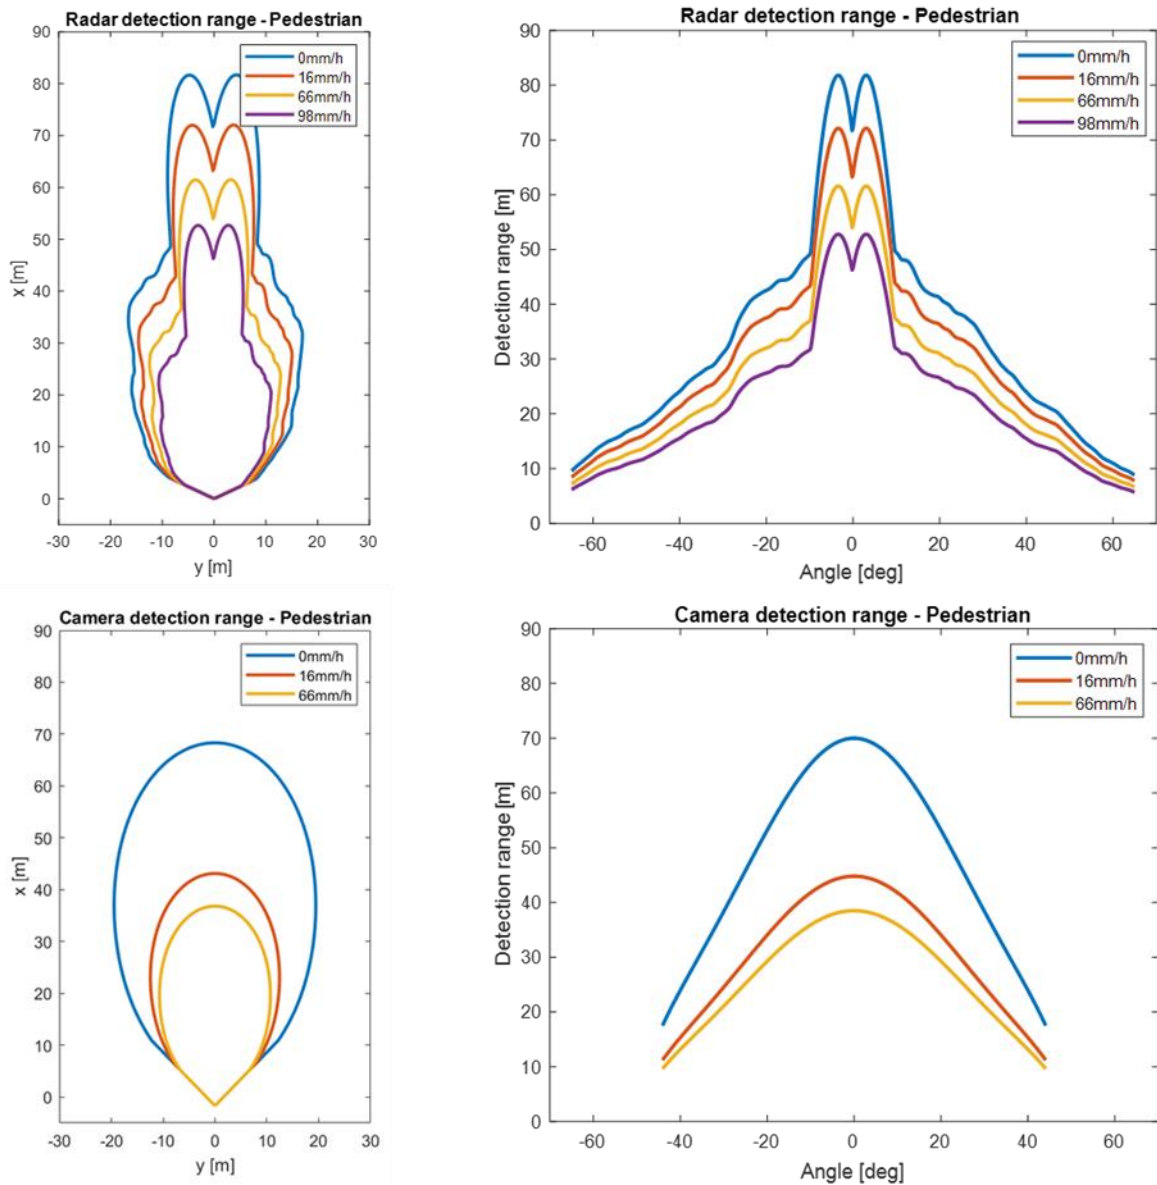 Radar detection range - Pedestrian
90
80
70
60
50
40
30
20
10
0
x [m]
0mm/h
16mm/h
66mm/h
98mm/h
-30 -20 -10 0 10 20 30
y [m]
Radar detection range - Pedestrian
90
80
70
60
50
40
30
20
10
0
Detection range [m]
0mm/h
16mm/h
66mm/h
98mm/h
-60 -40 -20 0 20 40 60
Angle [deg]
Camera detection range - Pedestrian
90
80
70
60
50
40
30
20
10
0
x [m]
0mm/h
16mm/h
66mm/h
-30 -20 -10 0 10 20 30
y [m]
Camera detection range - Pedestrian
90
80
70
60
50
40
30
20
10
0
Detection range [m]
0mm/h
16mm/h
66mm/h
-60 -40 -20 0 20 40 60
Angle [deg]